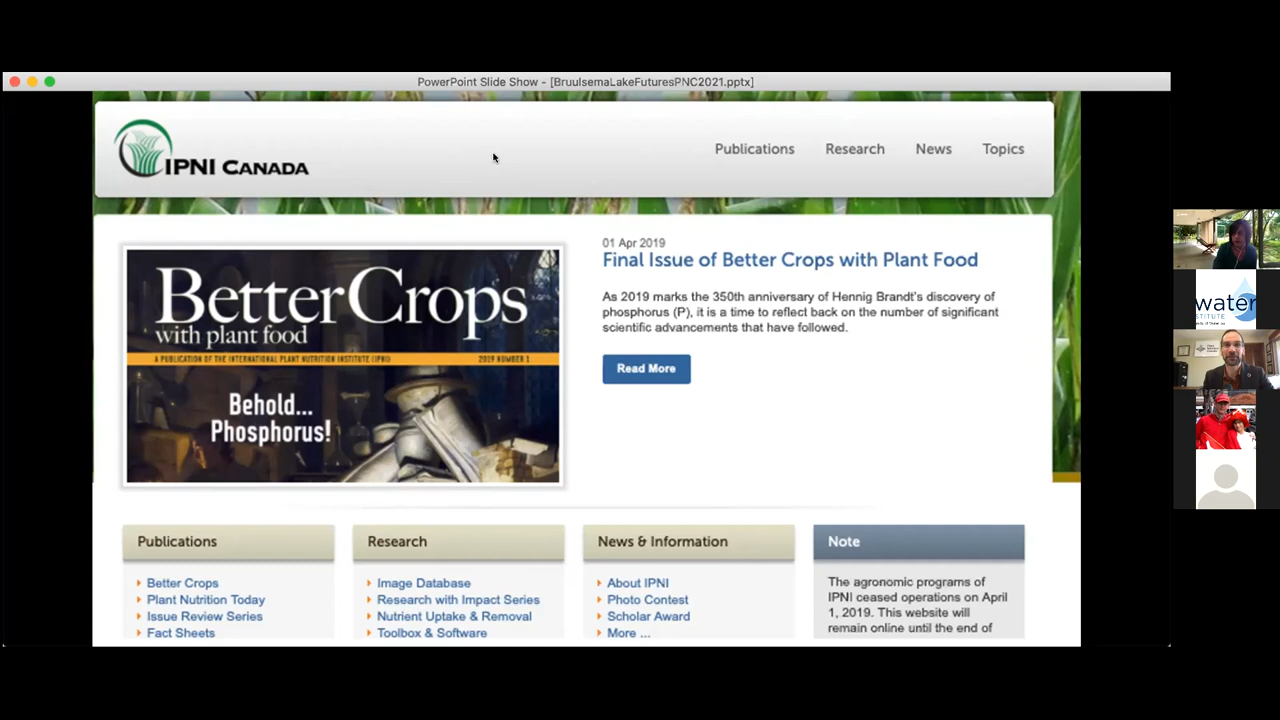 PowerPoint Slide Show - [BruulsemaLakeFuturesPNC2021.pptx]
IPNI CANADA
Publications Research News Topics
01 Apr 2019
Final Issue of Better Crops with Plant Food
Better Crops
with plant food
A PUBLICATION OF THE INTERNATIONAL PLANT NUTRITION INSTITUTE (IPNI) 2019 NUMBER 1
Behold...
Phosphorus!
As 2019 marks the 350th anniversary of Hennig Brandt's discovery of
phosphorus (P), it is a time to reflect back on the number of significant
scientific advancements that have followed.
Read More
Publications
Better Crops
Plant Nutrition Today
Issue Review Series
Fact Sheets
Research
Image Database
Research with Impact Series
Nutrient Uptake & Removal
Toolbox & Software
News & Information
About IPNI
Photo Contest
Scholar Award
More ...
Note
The agronomic programs of
IPNI ceased operations on April
1, 2019. This website will
remain online until the end of
water